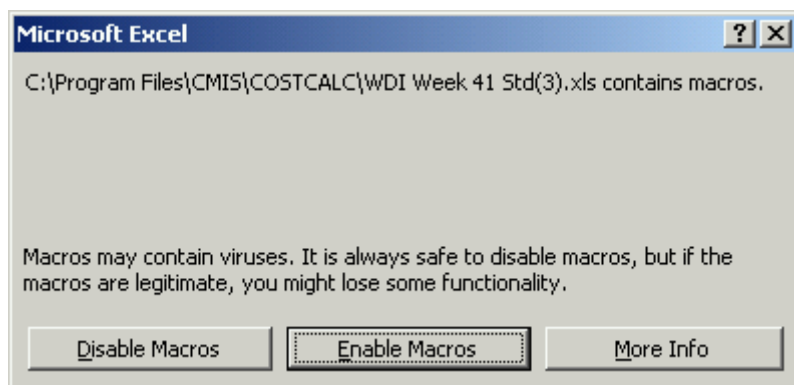 Microsoft Excel
C:\Program Files\CMIS\COSTCALC\WDI Week 41 Std(3).xls contains macros.
Macros may contain viruses. It is always safe to disable macros, but if the
macros are legitimate, you might lose some functionality.
Disable Macros Enable Macros More Info